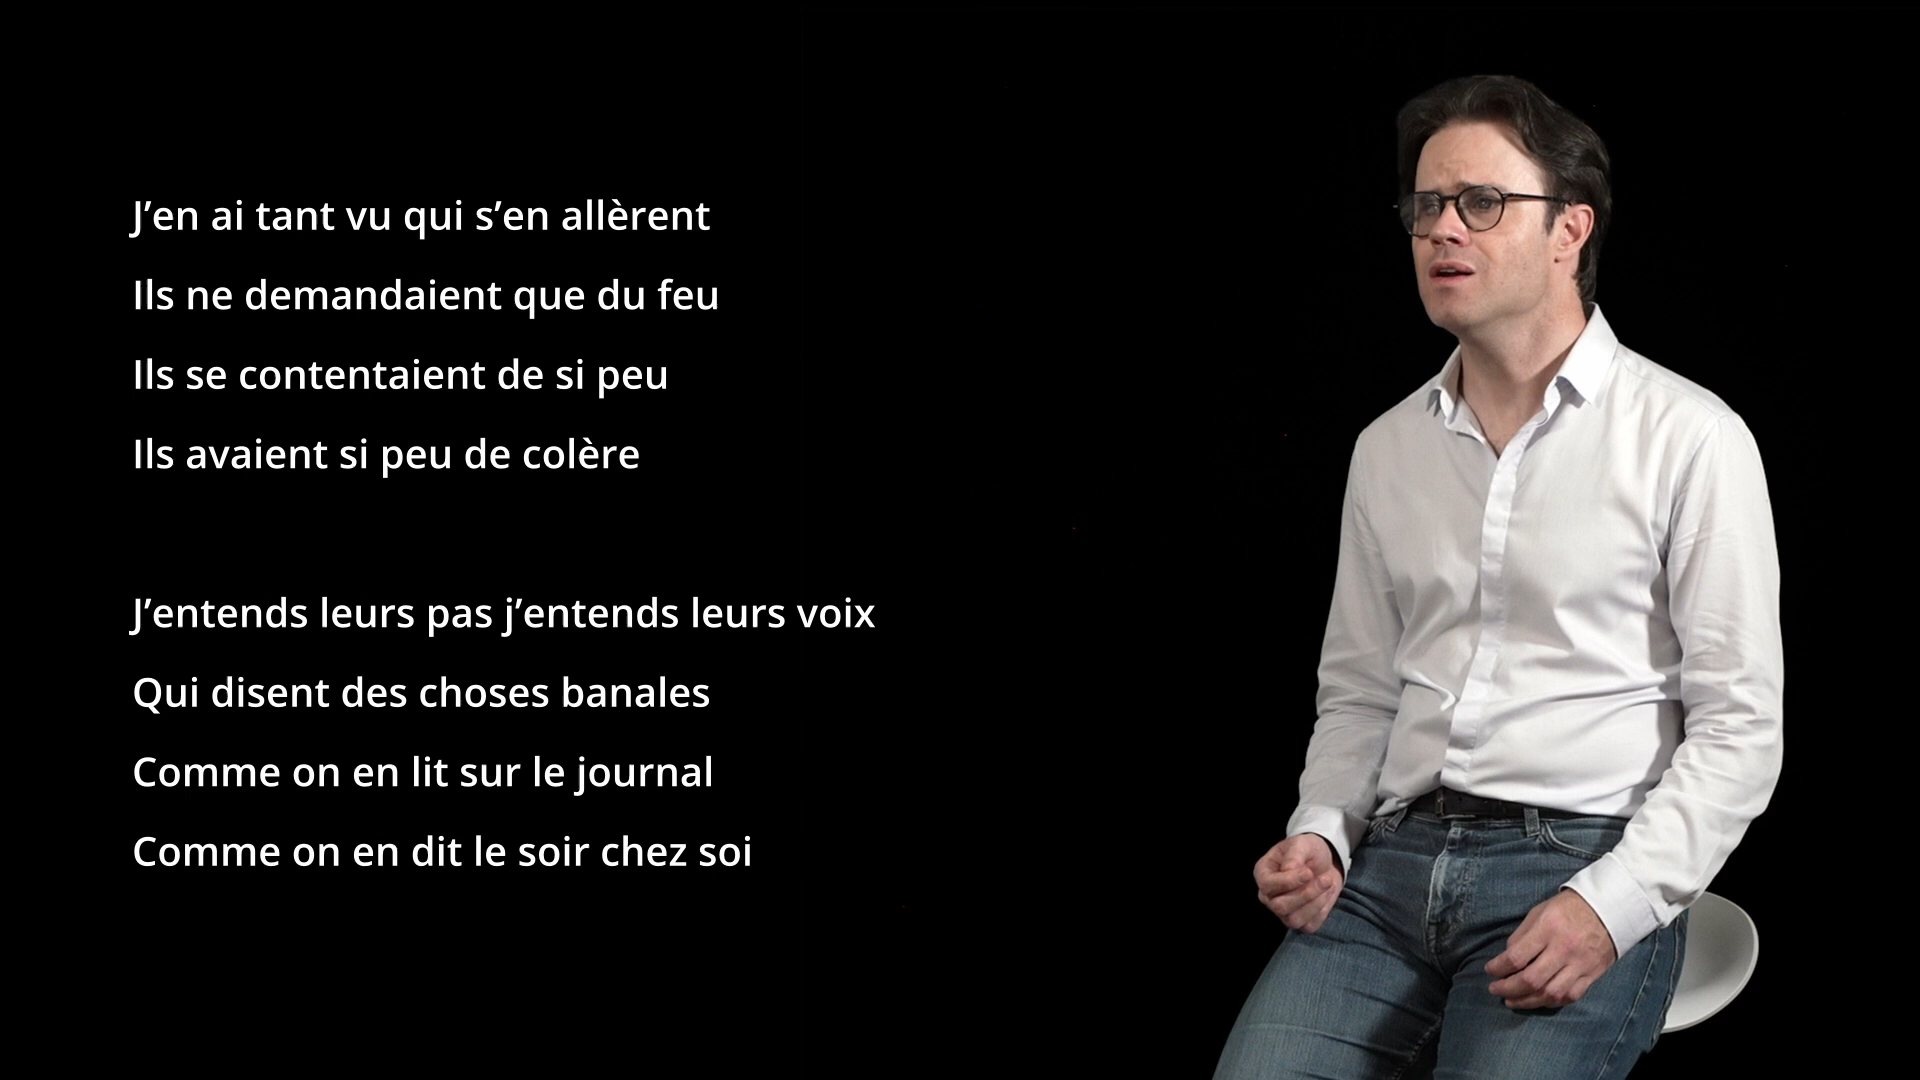 J’en ai tant vu qui s’en allèrent
Ils ne demandaient que du feu
Ils se contentaient de si peu
Ils avaient si peu de colère
J’entends leurs pas j’entends leurs voix
Qui disent des choses banales
Comme on en lit sur le journal
Comme on en dit le soir chez soi